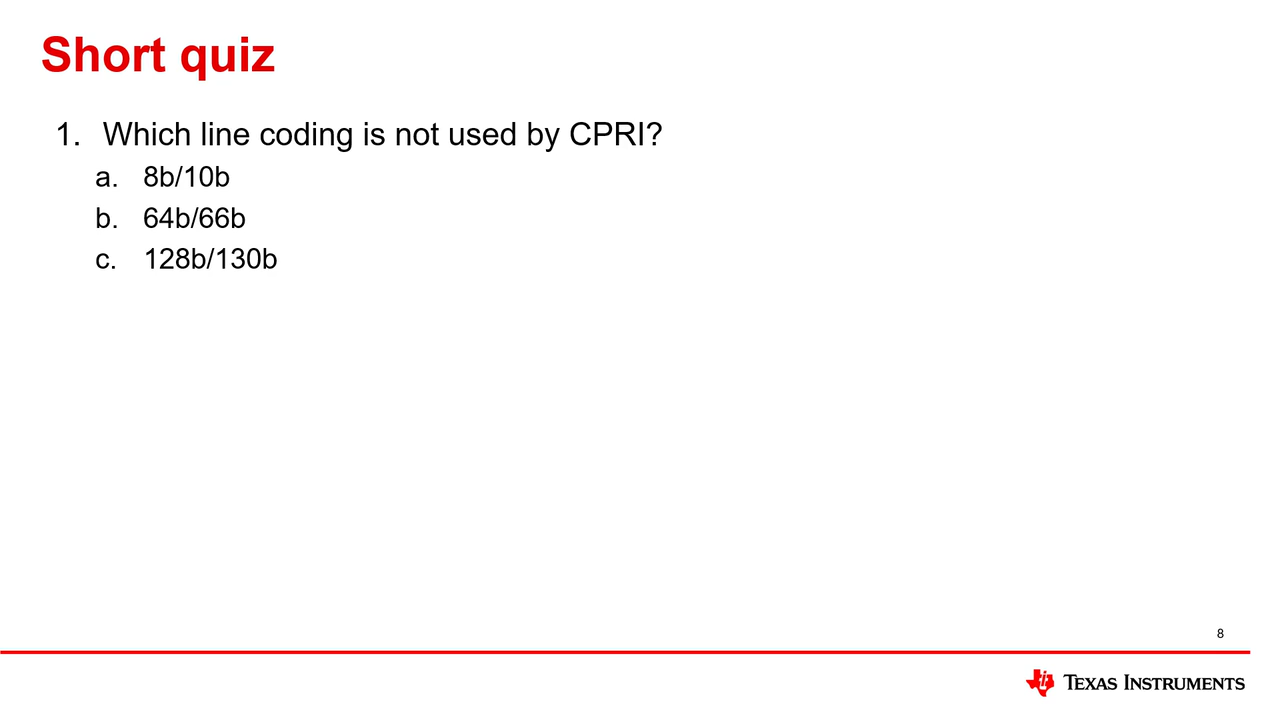 Short quiz
1. Which line coding is not used by CPRI?
a. 8b/10b
b. 64b/66b
c. 128b/130b
8
TEXAS INSTRUMENTS